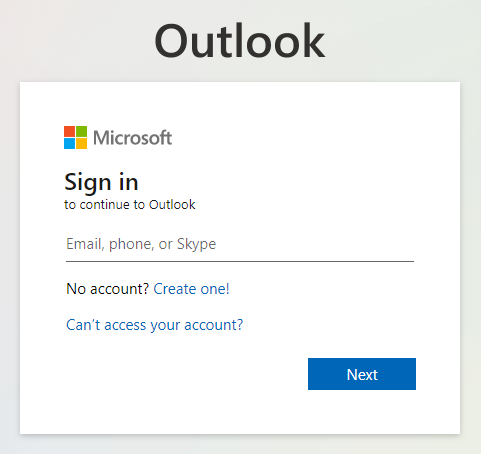 Outlook
Microsoft
Sign in
to continue to Outlook
Email, phone, or Skype
No account? Create one!
Can’t access your account?
Next